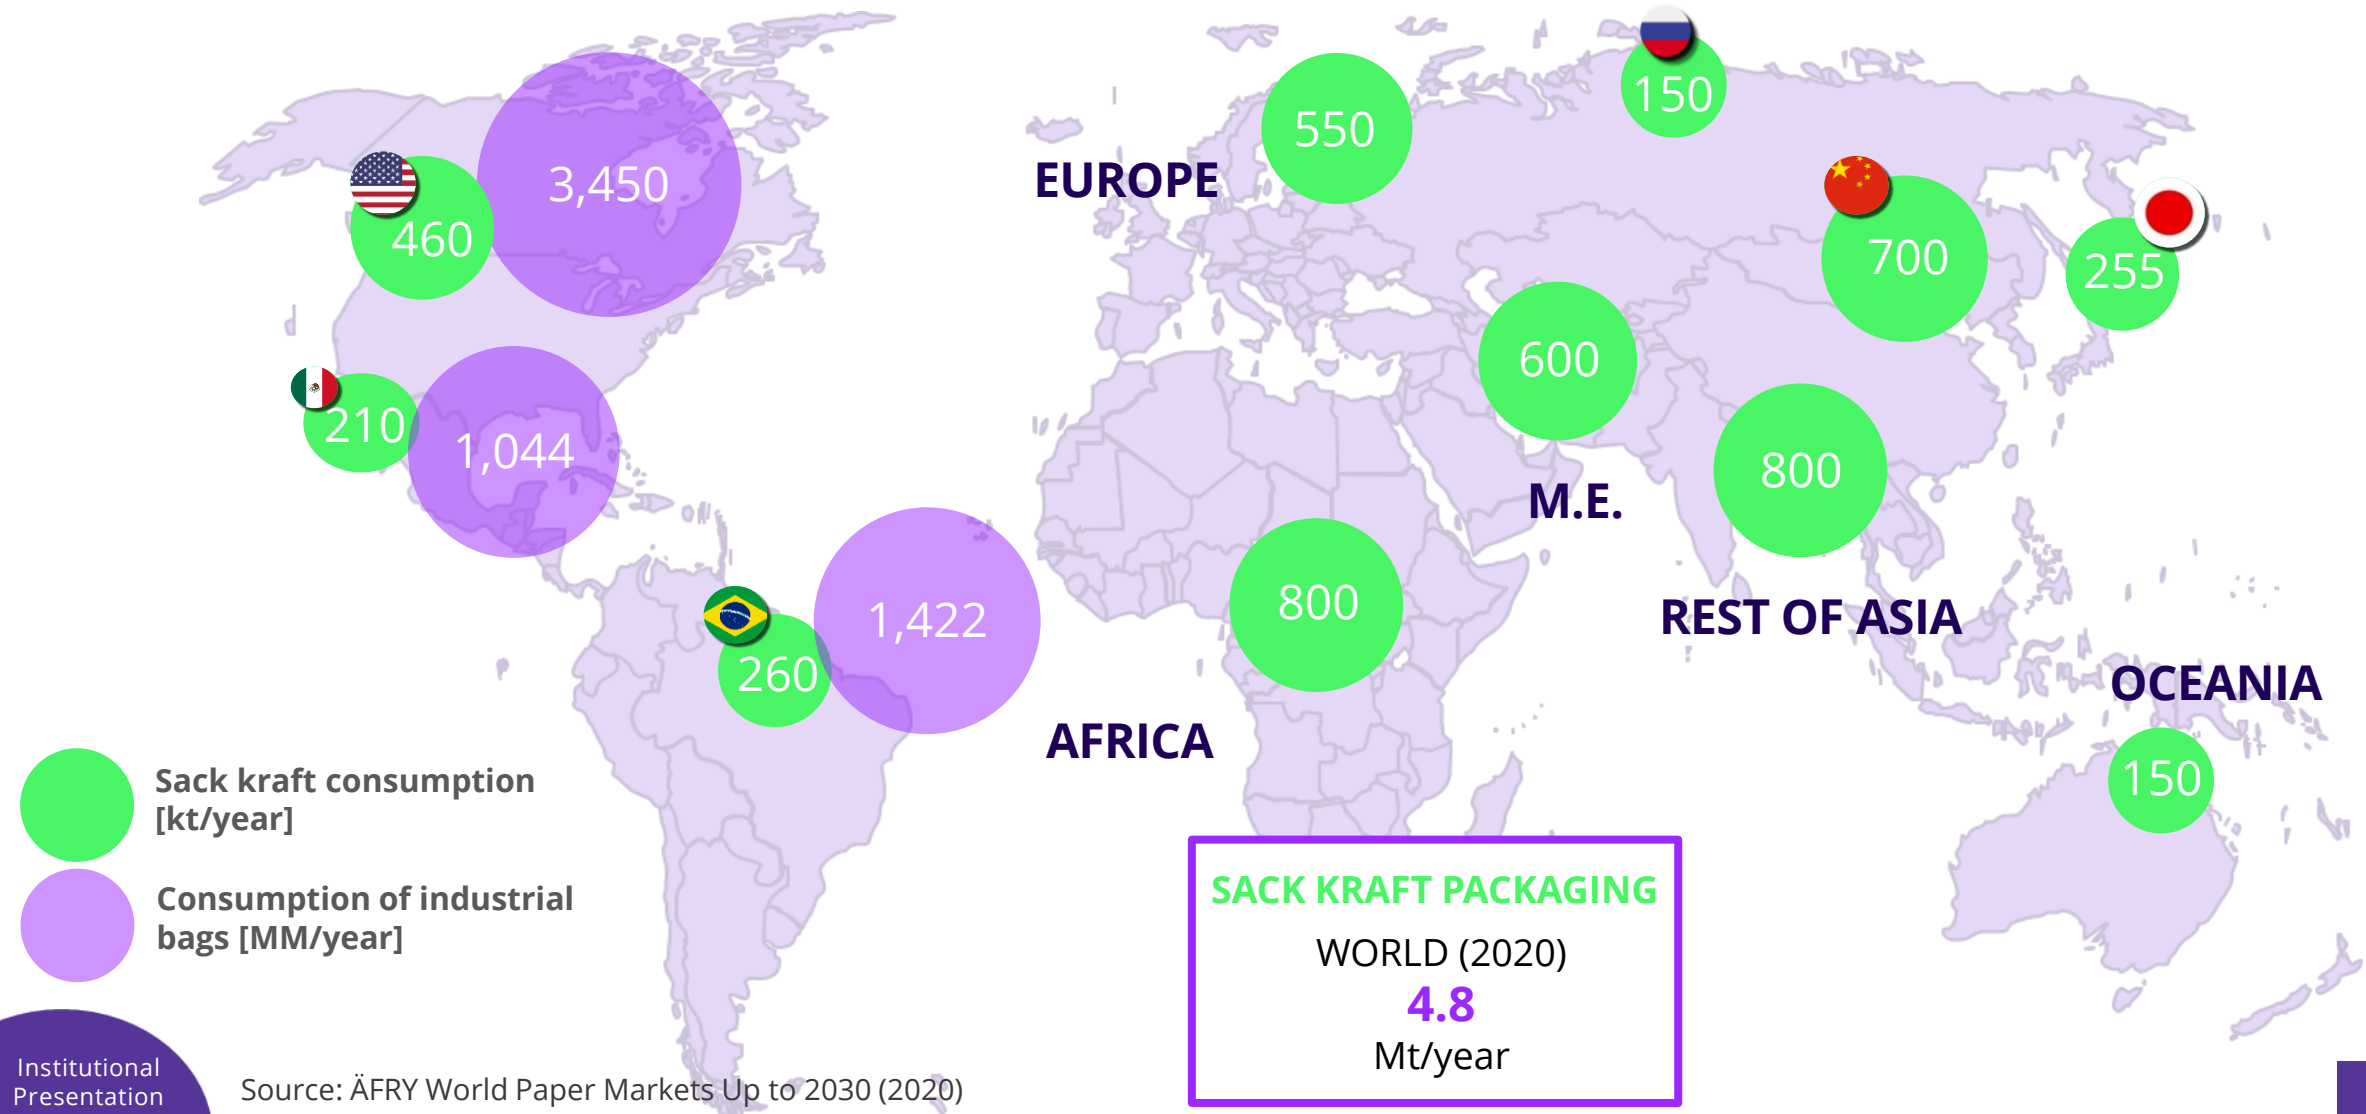 150
550
EUROPE
3,450
460
700
255
600
210
1,044
800
M.E.
800
1,422
REST OF ASIA
260
OCEANIA
AFRICA
150
Sack kraft consumption
[kt/year]
Consumption of industrial
bags [MM/year]
SACK KRAFT PACKAGING
WORLD (2020)
4.8
Mt/year
Institutional
Presentation
Source: ÄFRY World Paper Markets Up to 2030 (2020)